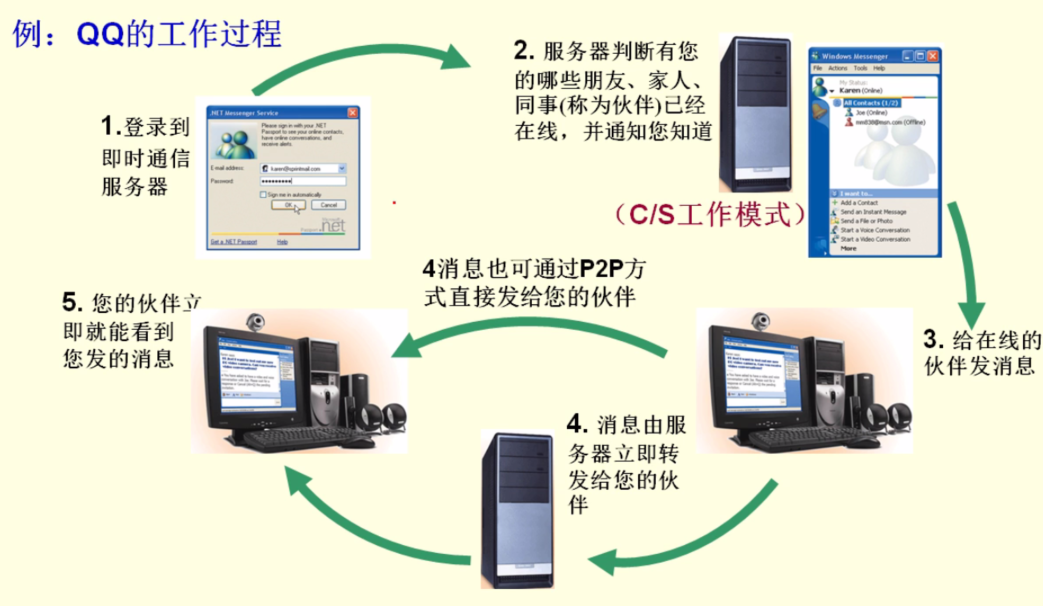 例：QQ的工作过程
1.登录到
即时通信
服务器
.NET Messenger Service
Please sign in with your .NET
Passport to see your online contacts,
have online conversations, and
receive alerts.
E-mail address:
Password:
Sign me in automatically
OK
Cancel
.net
Get a .NET Passport
Help
2. 服务器判断有您
的哪些朋友、家人、
同事(称为伙伴)已经
在线，并通知您知道
（C/S工作模式）
Windows Messenger
File Actions Tools Help
My Status:
Karen (Online)
All Contacts (1/2)
Joe (Online)
I want to...
Add a Contact
Send an Instant Message
Send a File or Photo
Start a Voice Conversation
Start a Video Conversation
More
3. 给在线的
伙伴发消息
4消息也可通过P2P方
式直接发给您的伙伴
4. 消息由服
务器立即转
发给您的伙
伴
5. 您的伙伴立
即就能看到
您发的消息